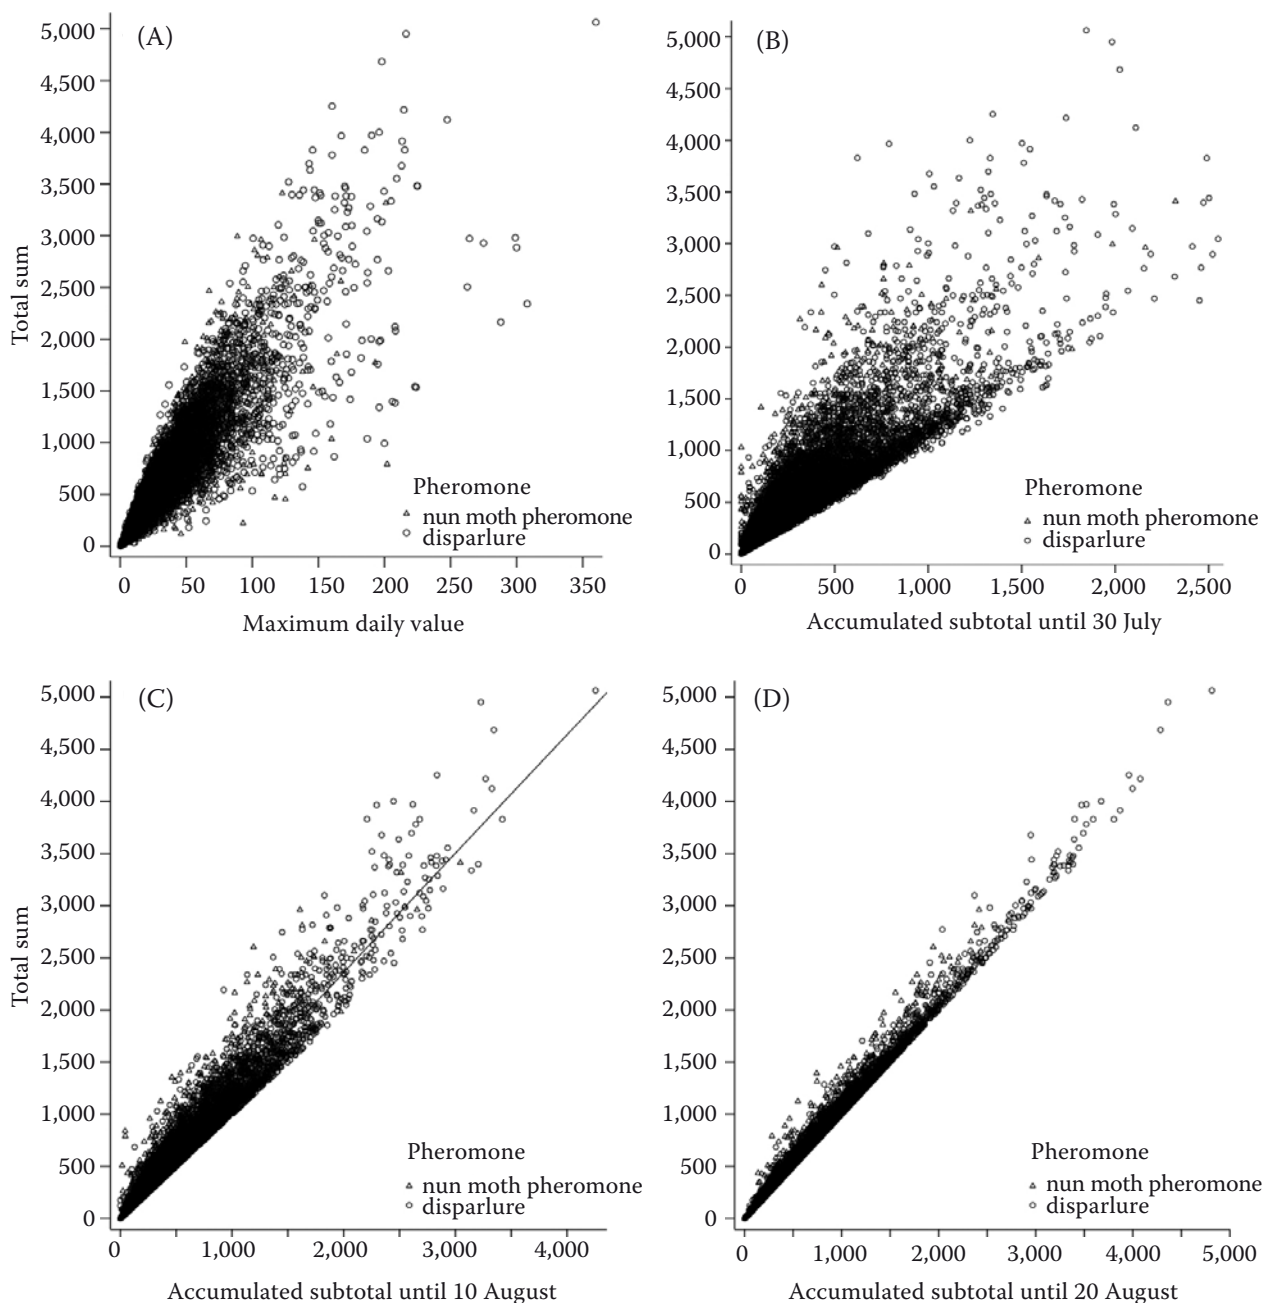 (A)
5,000
4,500
4,000
3,500
3,000
2,500
2,000
1,500
1,000
500
0
Total sum
0 50 100 150 200 250 300 350
Maximum daily value
Pheromone
nun moth pheromone
disparlure
(B)
5,000
4,500
4,000
3,500
3,000
2,500
2,000
1,500
1,000
500
0
0 500 1,000 1,500 2,000 2,500
Accumulated subtotal until 30 July
Pheromone
nun moth pheromone
disparlure
(C)
5,000
4,500
4,000
3,500
3,000
2,500
2,000
1,500
1,000
500
0
Total sum
0 1,000 2,000 3,000 4,000
Accumulated subtotal until 10 August
Pheromone
nun moth pheromone
disparlure
(D)
5,000
4,500
4,000
3,500
3,000
2,500
2,000
1,500
1,000
500
0
0 1,000 2,000 3,000 4,000 5,000
Accumulated subtotal until 20 August
Pheromone
nun moth pheromone
disparlure